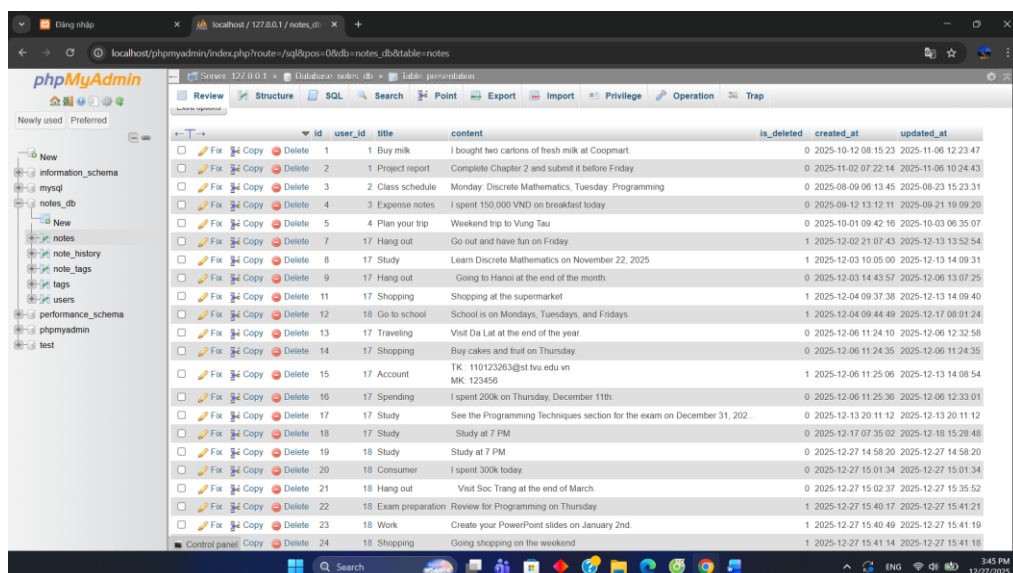 Đăng nhập
localhost / 127.0.0.1 / notes_d
localhost/phpmyadmin/index.php?route=/sql&pos=0&db=notes_db&table=notes
phpMyAdmin
Newly used Preferred
New
information_schema
mysql
notes_db
New
notes
note_history
note_tags
tags
users
performance_schema
phpmyadmin
test
Server: 127.0.0.1 » Database: notes_db » Table: presentation
Review Structure SQL Search Point Export Import Privilege Operation Trap
Extra options
id user_id title content is_deleted created_at updated_at
Fix Copy Delete 1 1 Buy milk I bought two cartons of fresh milk at Coopmart. 0 2025-10-12 08:15:23 2025-11-06 12:23:47
Fix Copy Delete 2 1 Project report Complete Chapter 2 and submit it before Friday. 0 2025-11-02 07:22:14 2025-11-06 10:24:43
Fix Copy Delete 3 2 Class schedule Monday: Discrete Mathematics, Tuesday: Programming 0 2025-08-09 06:13:45 2025-08-23 15:23:31
Fix Copy Delete 4 3 Expense notes I spent 150,000 VND on breakfast today. 0 2025-09-12 13:12:11 2025-09-21 19:09:20
Fix Copy Delete 5 4 Plan your trip Weekend trip to Vung Tau 0 2025-10-01 09:42:16 2025-10-03 06:35:07
Fix Copy Delete 7 17 Hang out Go out and have fun on Friday. 1 2025-12-02 21:07:43 2025-12-13 13:52:54
Fix Copy Delete 8 17 Study Learn Discrete Mathematics on November 22, 2025 1 2025-12-03 10:05:00 2025-12-13 14:09:31
Fix Copy Delete 9 17 Hang out Going to Hanoi at the end of the month. 0 2025-12-03 14:43:57 2025-12-06 13:07:25
Fix Copy Delete 11 17 Shopping Shopping at the supermarket 1 2025-12-04 09:37:38 2025-12-13 14:09:40
Fix Copy Delete 12 18 Go to school School is on Mondays, Tuesdays, and Fridays. 1 2025-12-04 09:44:49 2025-12-17 08:01:24
Fix Copy Delete 13 17 Traveling Visit Da Lat at the end of the year. 0 2025-12-06 11:24:10 2025-12-06 12:32:58
Fix Copy Delete 14 17 Shopping Buy cakes and fruit on Thursday. 0 2025-12-06 11:24:35 2025-12-06 11:24:35
Fix Copy Delete 15 17 Account TK : 110123263@st.tvu.edu.vn 1 2025-12-06 11:25:06 2025-12-13 14:08:54
MK: 123456
Fix Copy Delete 16 17 Spending I spent 200k on Thursday, December 11th. 0 2025-12-06 11:25:36 2025-12-06 12:33:01
Fix Copy Delete 17 17 Study See the Programming Techniques section for the exam on December 31, 202... 0 2025-12-13 20:11:12 2025-12-13 20:11:12
Fix Copy Delete 18 17 Study Study at 7 PM 0 2025-12-17 07:35:02 2025-12-18 15:28:48
Fix Copy Delete 19 18 Study Study at 7 PM 0 2025-12-27 14:58:20 2025-12-27 14:58:20
Fix Copy Delete 20 18 Consumer I spent 300k today. 0 2025-12-27 15:01:34 2025-12-27 15:01:34
Fix Copy Delete 21 18 Hang out Visit Soc Trang at the end of March. 0 2025-12-27 15:02:37 2025-12-27 15:35:52
Fix Copy Delete 22 18 Exam preparation Review for Programming on Thursday. 1 2025-12-27 15:40:17 2025-12-27 15:41:21
Fix Copy Delete 23 18 Work Create your PowerPoint slides on January 2nd. 1 2025-12-27 15:40:49 2025-12-27 15:41:19
Control panel Copy Delete 24 18 Shopping Going shopping on the weekend 1 2025-12-27 15:41:14 2025-12-27 15:41:18
Search ENG 3:45 PM
12/27/2025